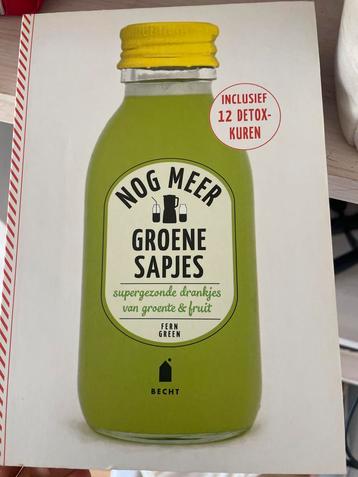 INCLUSIEF
12 DETOX-
KUREN
NOG MEER
GROENE
SAPJES
supergezonde drankjes
van groente & fruit
FERN
GREEN
BECHT